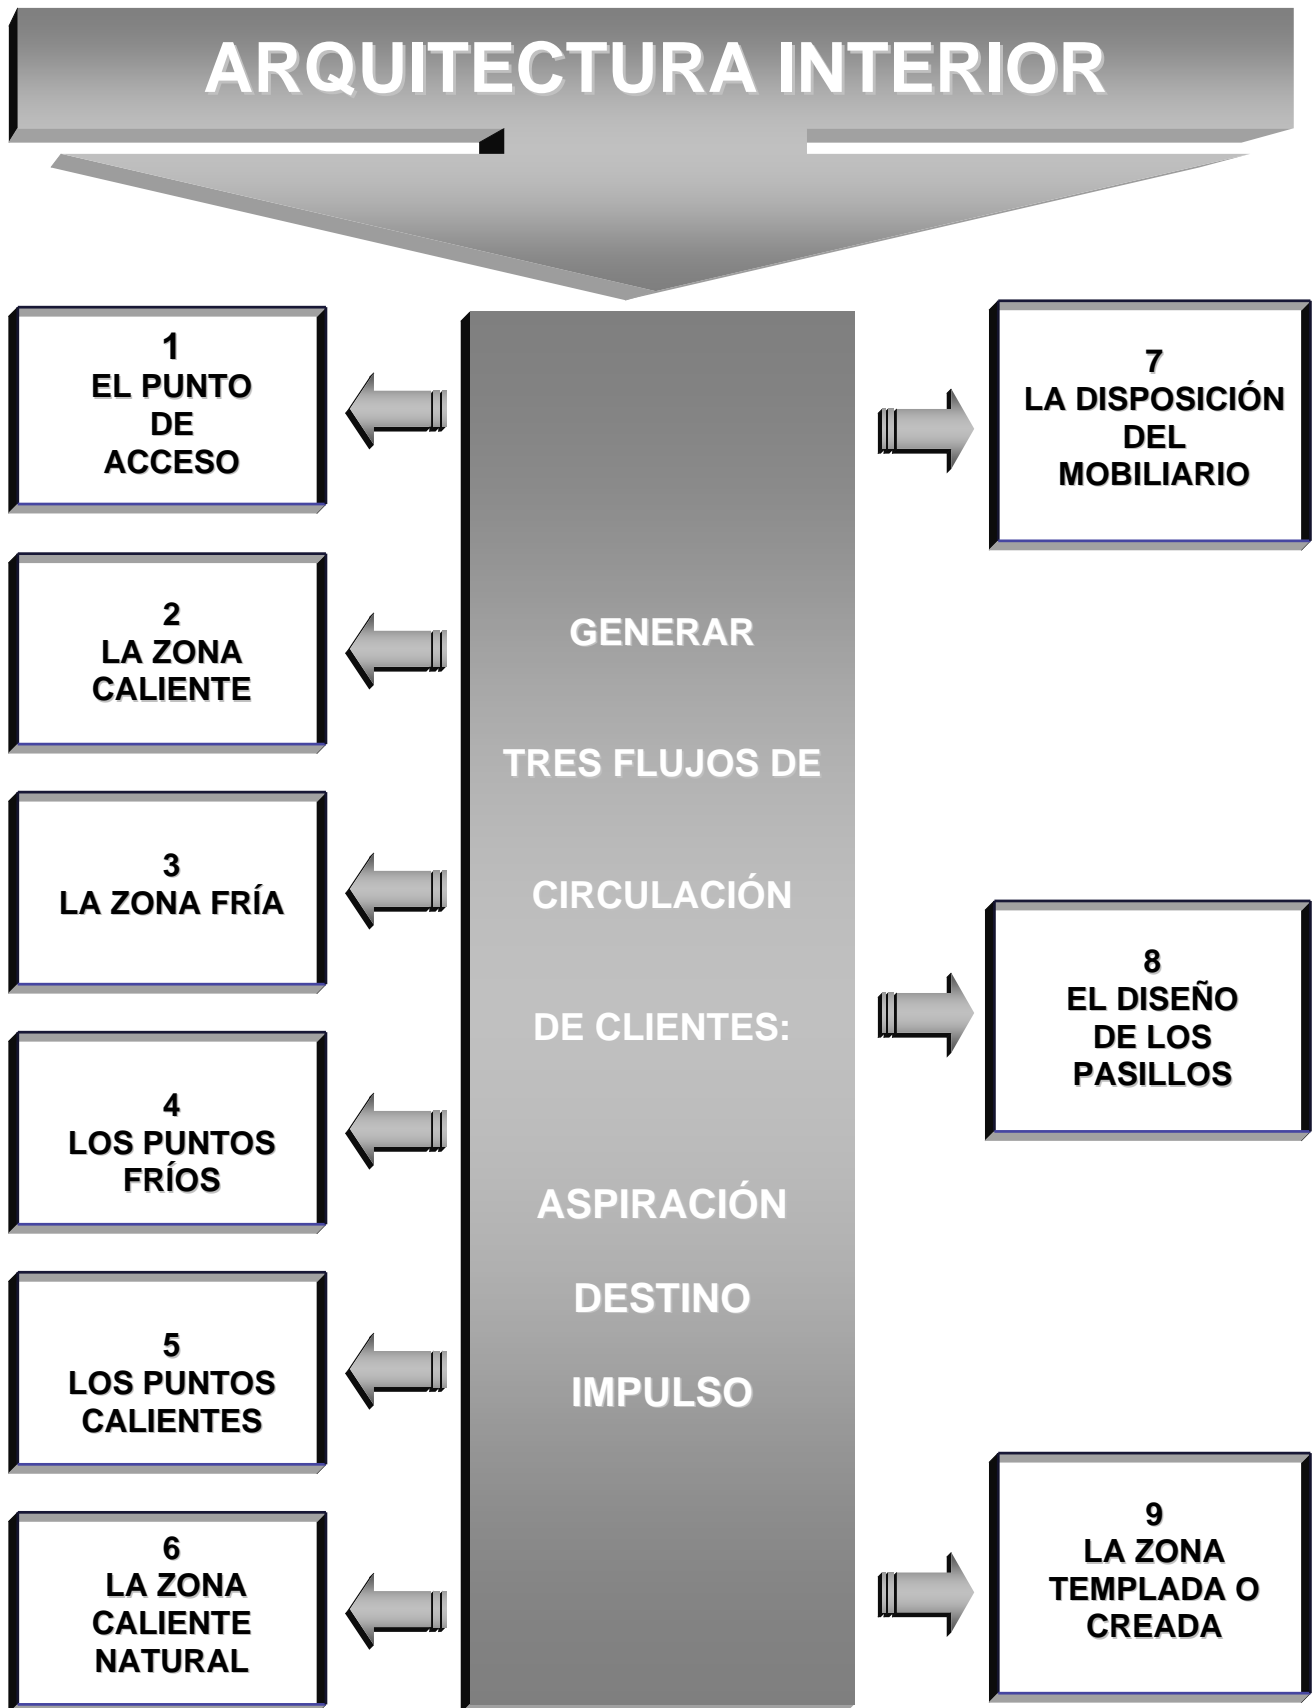 ARQUITECTURA INTERIOR
1
EL PUNTO
DE
ACCESO
2
LA ZONA
CALIENTE
3
LA ZONA FRÍA
4
LOS PUNTOS
FRÍOS
5
LOS PUNTOS
CALIENTES
6
LA ZONA
CALIENTE
NATURAL
GENERAR
TRES FLUJOS DE
CIRCULACIÓN
DE CLIENTES:
ASPIRACIÓN
DESTINO
IMPULSO
7
LA DISPOSICIÓN
DEL
MOBILIARIO
8
EL DISEÑO
DE LOS
PASILLOS
9
LA ZONA
TEMPLADA O
CREADA